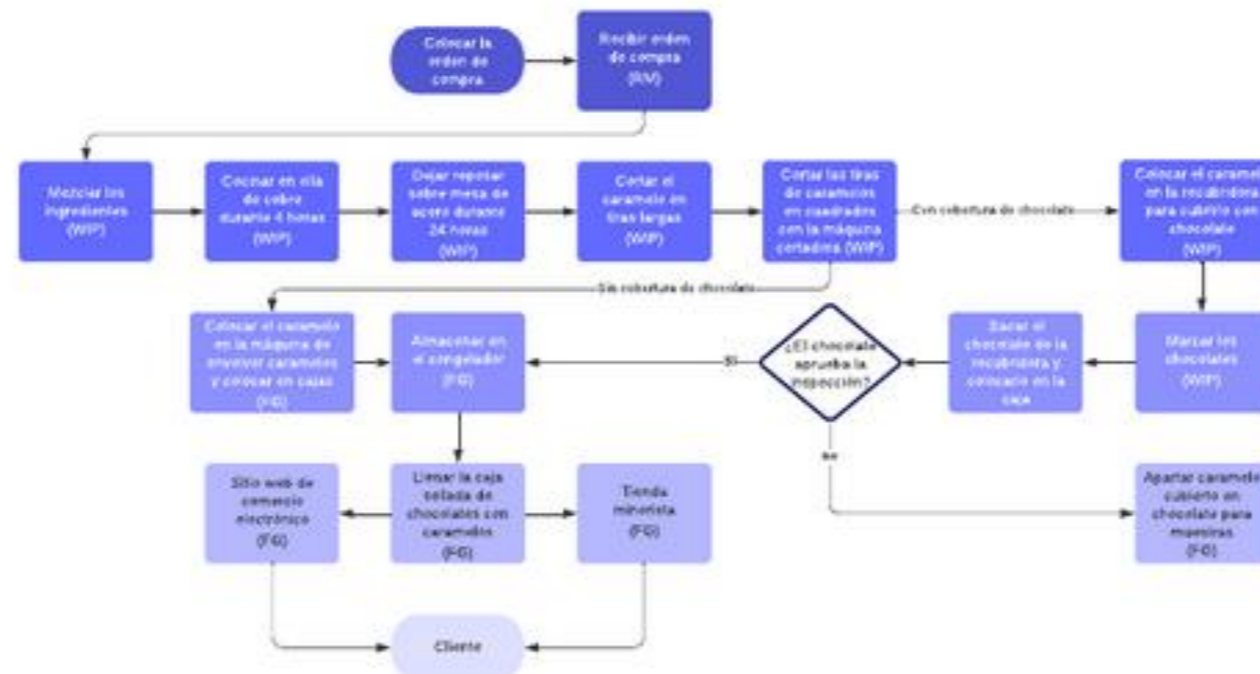 Colocar la
orden de
compra
Recibir orden
de compra
Mezclar los
ingredientes
(WIP)
Cocinar en olla
de cobre
durante 4 horas
(WIP)
Dejar reposar
sobre mesa de
acero durante
24 horas
(WIP)
Cortar el
caramelo en
tiras largas
(WIP)
Cortar las tiras
de caramelos
en cuadrados
con la máquina
cortadora (WIP)
Con cobertura de chocolate
Colocar el caramelo
en la recubridora
para cubrirlo con
chocolate
(WIP)
Sin cobertura de chocolate
Colocar el caramelo
en la máquina de
envolver caramelos
y colocar en cajas
(FG)
Almacenar en
el congelador
(FG)
Si
¿El chocolate
aprueba la
inspección?
Sacar el
chocolate de la
recubridora y
colocarlo en la
caja
Marcar los
chocolates
(WIP)
No
Sitio web de
comercio
electrónico
(FG)
Llenar la caja
sellada de
chocolates con
caramelos
(FG)
Tienda
minorista
(FG)
Apartar caramelo
cubierto en
chocolate para
muestras
(FG)
Cliente